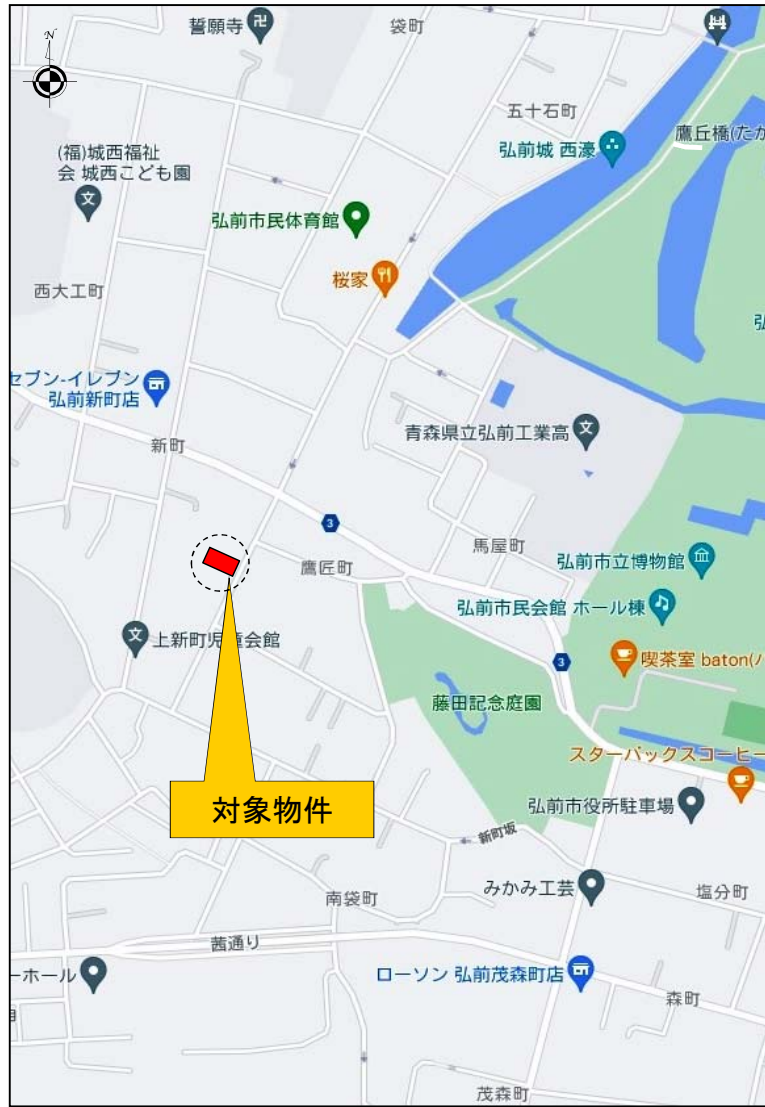 N
誓願寺
袋町
五十石町
鷹丘橋(たか
弘前城 西濠
(福)城西福祉
会 城西こども園
弘前市民体育館
桜家
西大工町
弘
セブン-イレブン
弘前新町店
新町
青森県立弘前工業高
3
馬屋町
鷹匠町
弘前市立博物館
弘前市民会館 ホール棟
上新町児童会館
3
喫茶室 baton(バ
藤田記念庭園
スターバックスコーヒー
対象物件
弘前市役所駐車場
新町坂
みかみ工芸
塩分町
南袋町
茜通り
ーホール
ローソン 弘前茂森町店
森町
茂森町